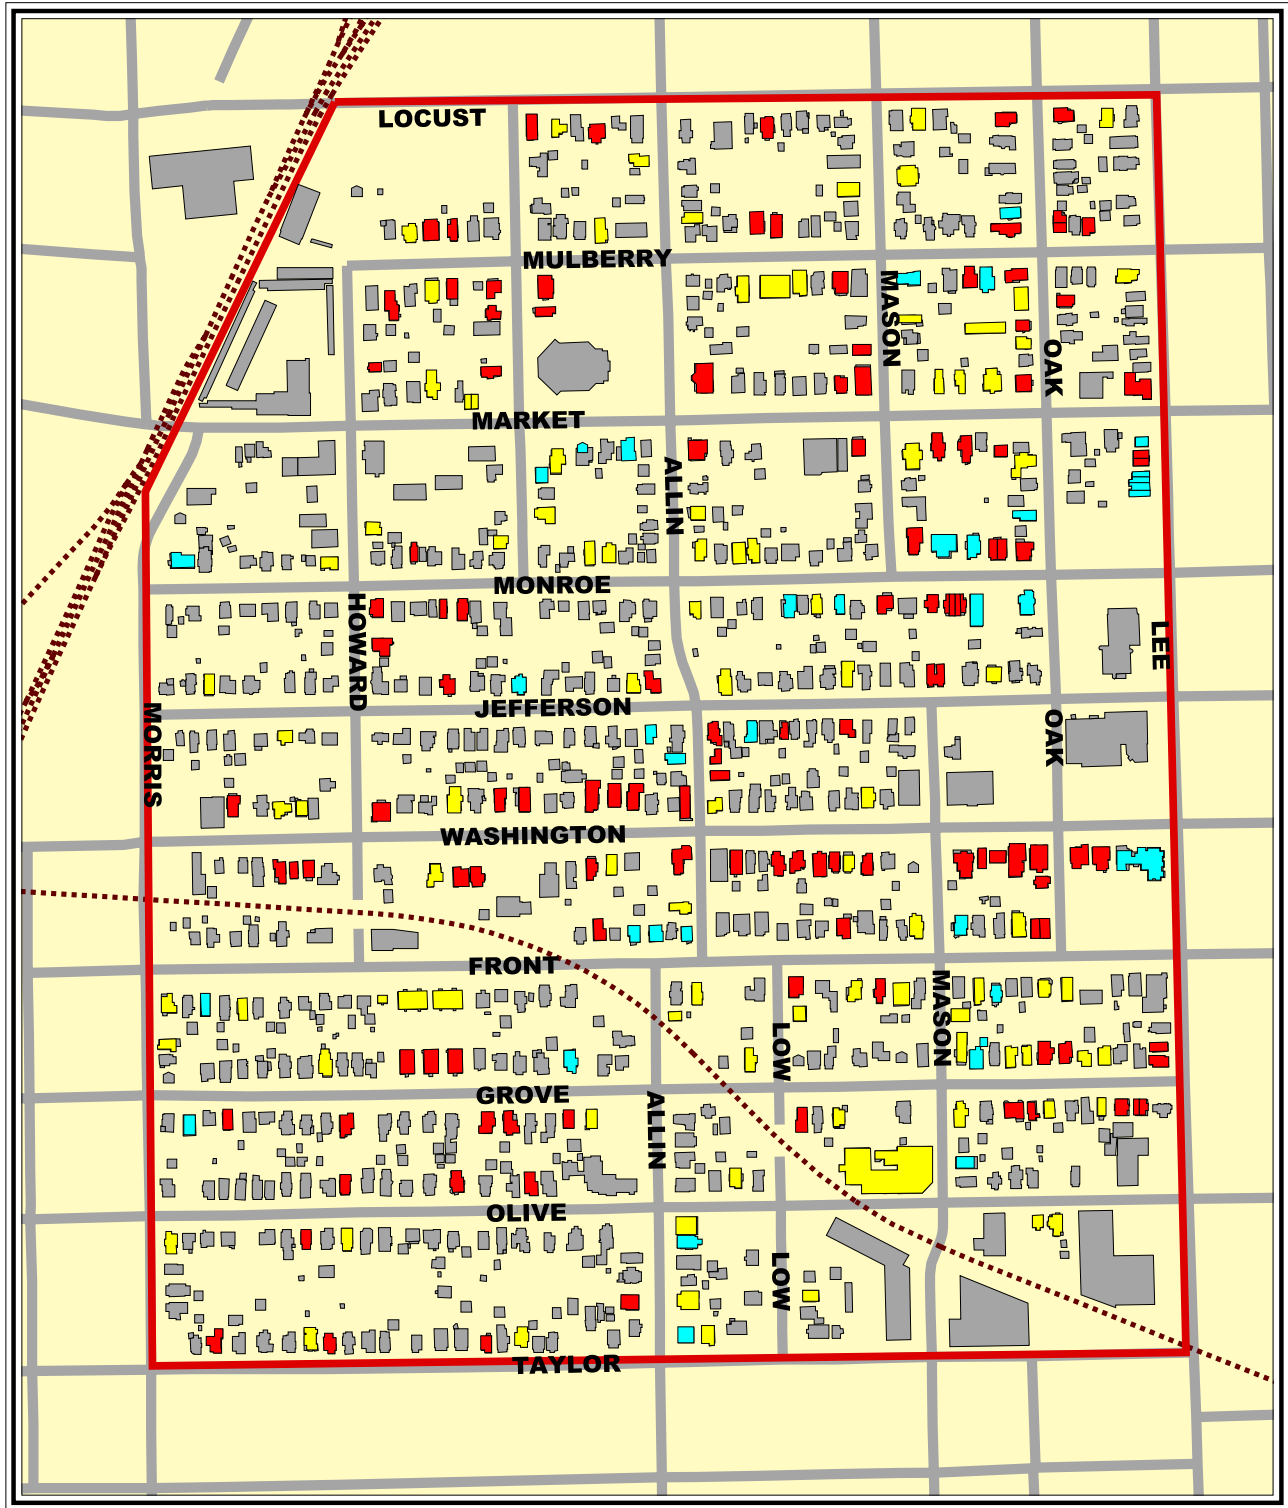 LOCUST
MULBERRY
MASON
OAK
MARKET
ALLIN
MONROE
HOWARD
LEE
JEFFERSON
MORRIS
OAK
WASHINGTON
FRONT
MASON
LOW
GROVE
ALLIN
OLIVE
LOW
TAYLOR